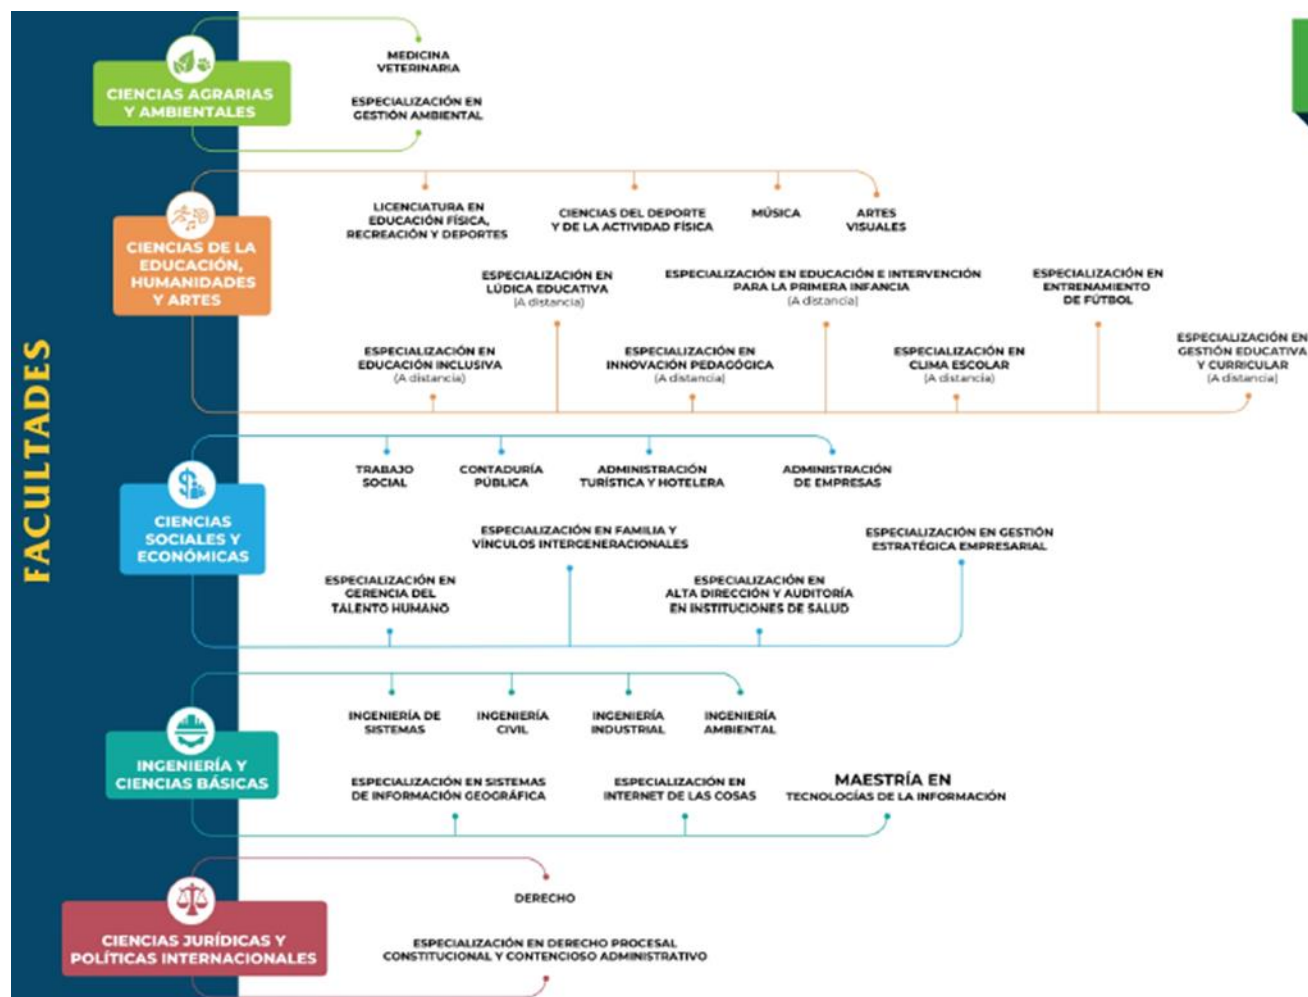 FACULTADES
CIENCIAS AGRARIAS
Y AMBIENTALES
MEDICINA
VETERINARIA
ESPECIALIZACIÓN EN
GESTIÓN AMBIENTAL
CIENCIAS DE LA
EDUCACIÓN,
HUMANIDADES
Y ARTES
LICENCIATURA EN
EDUCACIÓN FÍSICA,
RECREACIÓN Y DEPORTES
CIENCIAS DEL DEPORTE
Y DE LA ACTIVIDAD FÍSICA
MÚSICA
ARTES
VISUALES
ESPECIALIZACIÓN EN
LÚDICA EDUCATIVA
(A distancia)
ESPECIALIZACIÓN EN EDUCACIÓN E INTERVENCIÓN
PARA LA PRIMERA INFANCIA
(A distancia)
ESPECIALIZACIÓN EN
ENTRENAMIENTO
DE FÚTBOL
ESPECIALIZACIÓN EN
EDUCACIÓN INCLUSIVA
(A distancia)
ESPECIALIZACIÓN EN
INNOVACIÓN PEDAGÓGICA
(A distancia)
ESPECIALIZACIÓN EN
CLIMA ESCOLAR
(A distancia)
ESPECIALIZACIÓN EN
GESTIÓN EDUCATIVA
Y CURRICULAR
(A distancia)
CIENCIAS
SOCIALES Y
ECONÓMICAS
TRABAJO
SOCIAL
CONTADURÍA
PÚBLICA
ADMINISTRACIÓN
TURÍSTICA Y HOTELERA
ADMINISTRACIÓN
DE EMPRESAS
ESPECIALIZACIÓN EN FAMILIA Y
VÍNCULOS INTERGENERACIONALES
ESPECIALIZACIÓN EN GESTIÓN
ESTRATÉGICA EMPRESARIAL
ESPECIALIZACIÓN EN
GERENCIA DEL
TALENTO HUMANO
ESPECIALIZACIÓN EN
ALTA DIRECCIÓN Y AUDITORÍA
EN INSTITUCIONES DE SALUD
INGENIERÍA Y
CIENCIAS BÁSICAS
INGENIERÍA DE
SISTEMAS
INGENIERÍA
CIVIL
INGENIERÍA
INDUSTRIAL
INGENIERÍA
AMBIENTAL
ESPECIALIZACIÓN EN SISTEMAS
DE INFORMACIÓN GEOGRÁFICA
ESPECIALIZACIÓN EN
INTERNET DE LAS COSAS
MAESTRÍA EN
TECNOLOGÍAS DE LA INFORMACIÓN
CIENCIAS JURÍDICAS Y
POLÍTICAS INTERNACIONALES
DERECHO
ESPECIALIZACIÓN EN DERECHO PROCESAL
CONSTITUCIONAL Y CONTENCIOSO ADMINISTRATIVO